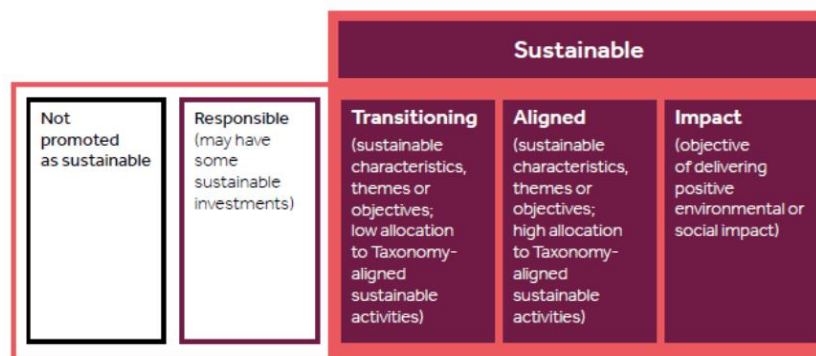 Sustainable
Not
promoted
as sustainable
Responsible
(may have
some
sustainable
investments)
Transitioning
(sustainable
characteristics,
themes or
objectives;
low allocation
to Taxonomy-
aligned
sustainable
activities)
Aligned
(sustainable
characteristics,
themes or
objectives;
high allocation
to Taxonomy-
aligned
sustainable
activities)
Impact
(objective
of delivering
positive
environmental or
social impact)